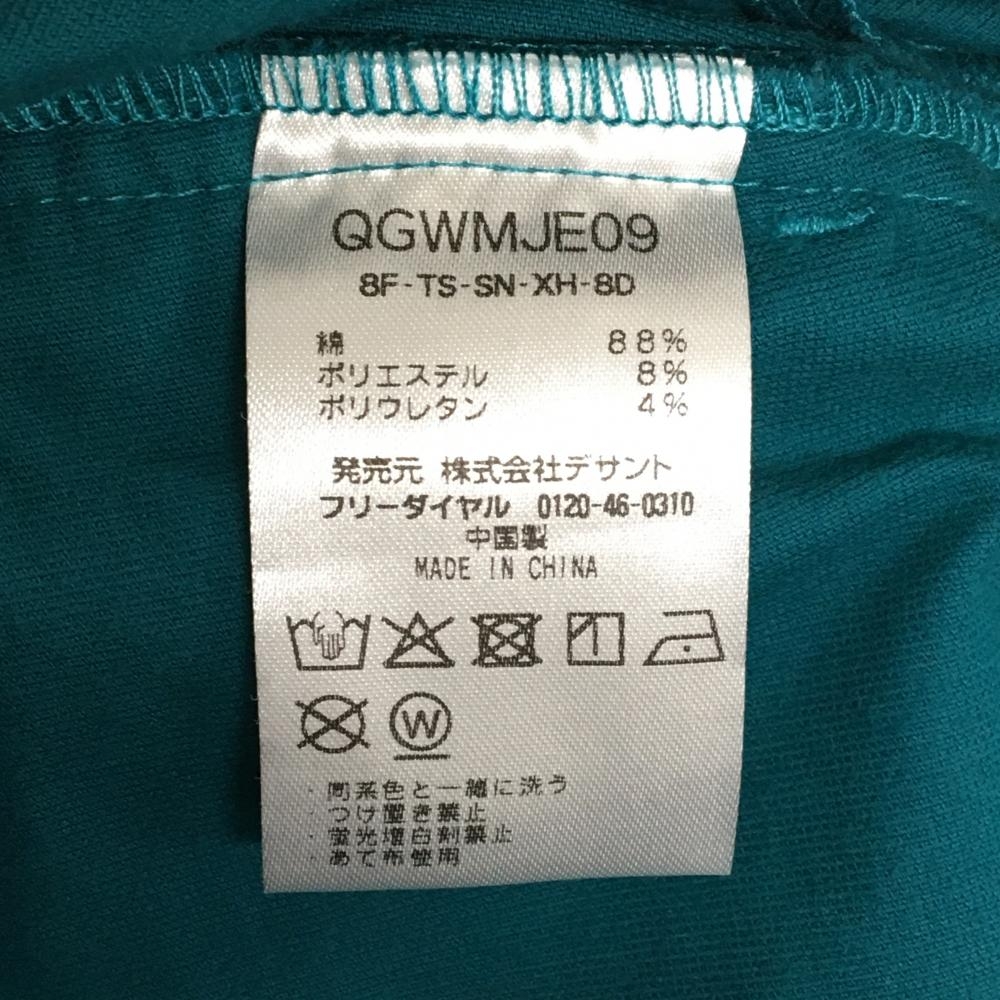 QGWMJE09
8F-TS-SN-XH-8D
綿 88%
ポリエステル 8%
ポリウレタン 4%
発売元 株式会社デサント
フリーダイヤル 0120-46-0310
中国製
MADE IN CHINA
W
・同系色と一緒に洗う
・つけ置き禁止
・蛍光増白剤禁止
・あて布使用